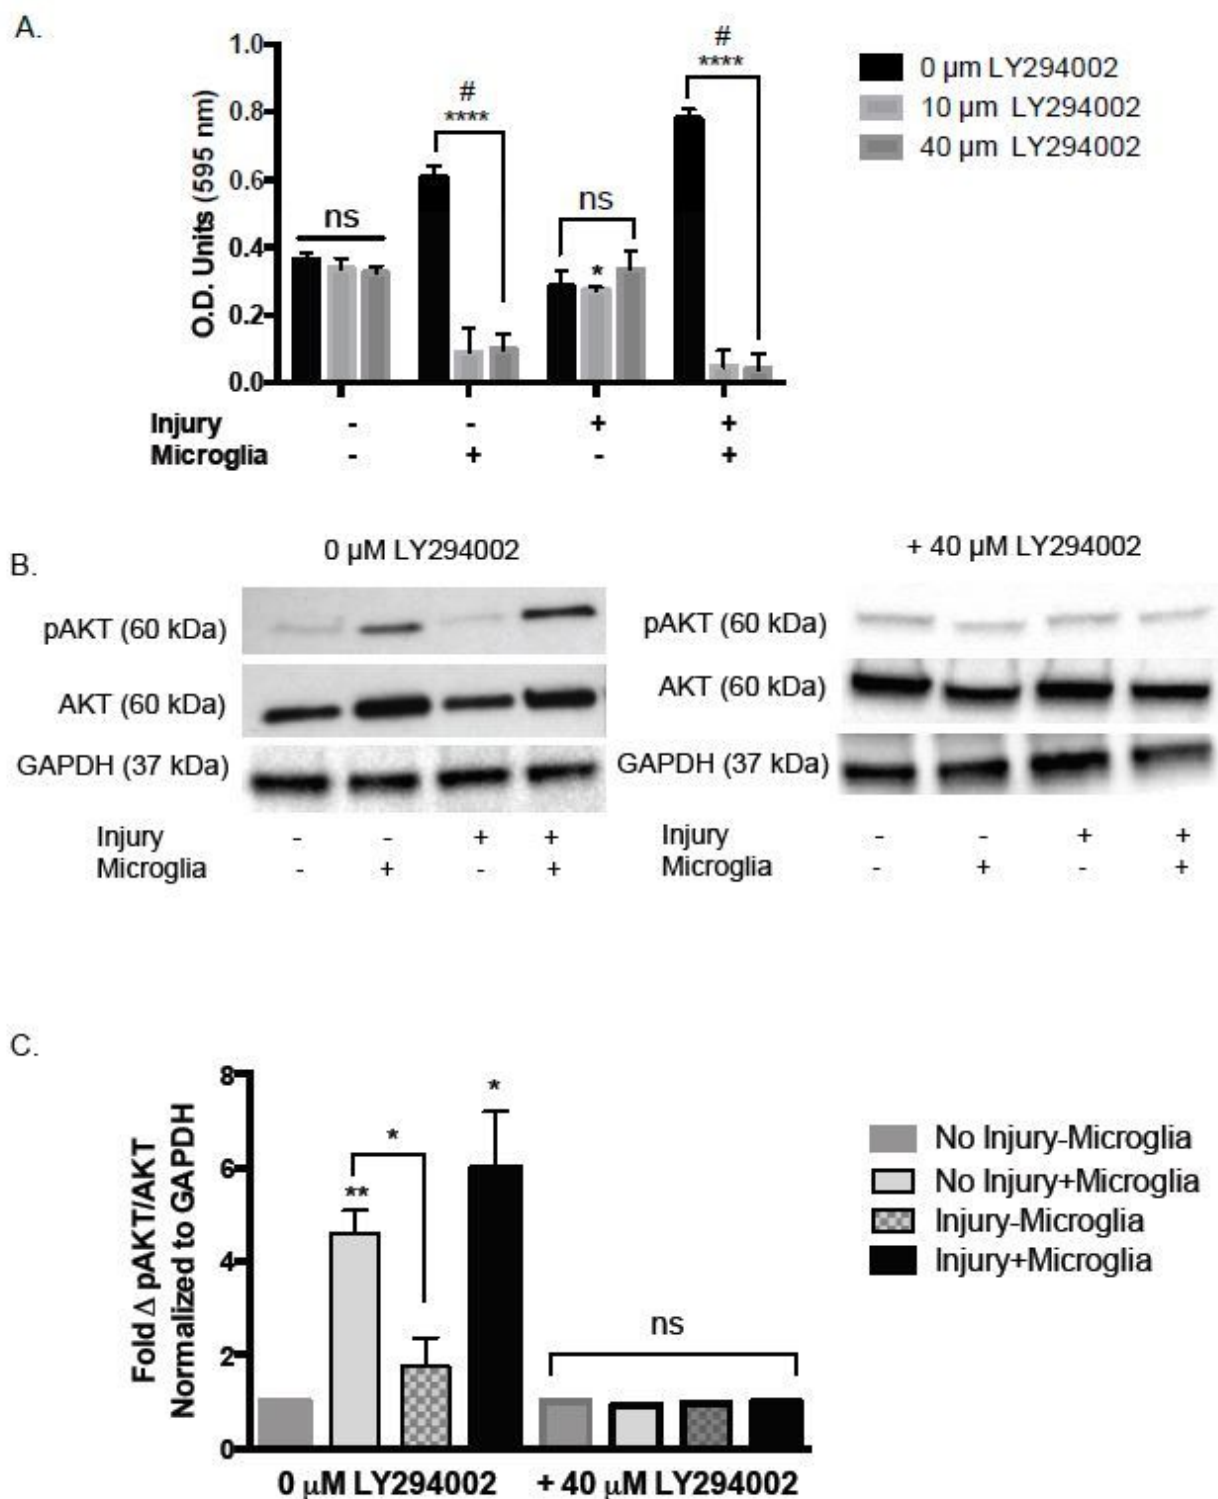 A.
1.0
0.8
0.6
0.4
0.2
0.0
O.D. Units (595 nm)
ns
#
****
ns
*
#
****
0 µm LY294002
10 µm LY294002
40 µm LY294002
Injury - - + +
Microglia - + - +
B.
0 µM LY294002
pAKT (60 kDa)
AKT (60 kDa)
GAPDH (37 kDa)
Injury - - + +
Microglia - + - +
+ 40 µM LY294002
pAKT (60 kDa)
AKT (60 kDa)
GAPDH (37 kDa)
Injury - - + +
Microglia - + - +
C.
8
6
4
2
0
Fold Δ pAKT/AKT
Normalized to GAPDH
*
**
*
ns
0 µM LY294002
+ 40 µM LY294002
No Injury-Microglia
No Injury+Microglia
Injury-Microglia
Injury+Microglia